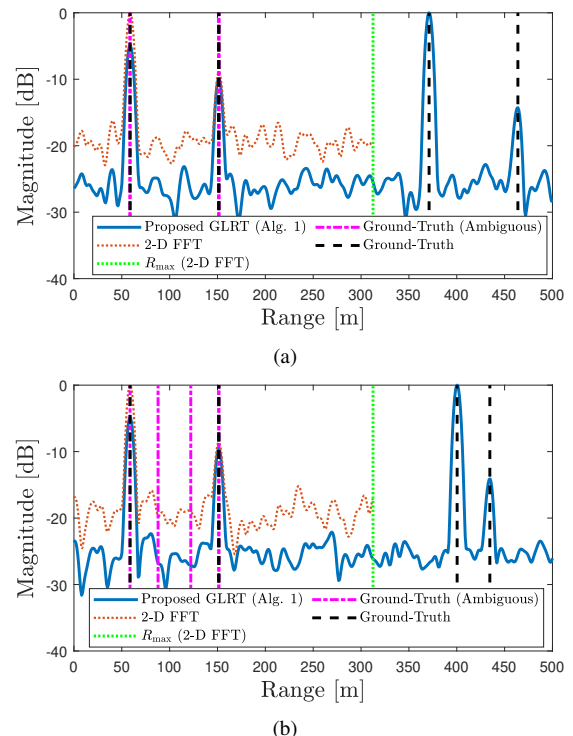 0
-10
-20
-30
-40
Magnitude [dB]
0 50 100 150 200 250 300 350 400 450 500
Range [m]
Proposed GLRT (Alg. 1)
2-D FFT
R_max (2-D FFT)
Ground-Truth (Ambiguous)
Ground-Truth
(a)
0
-10
-20
-30
-40
Magnitude [dB]
0 50 100 150 200 250 300 350 400 450 500
Range [m]
Proposed GLRT (Alg. 1)
2-D FFT
R_max (2-D FFT)
Ground-Truth (Ambiguous)
Ground-Truth
(b)